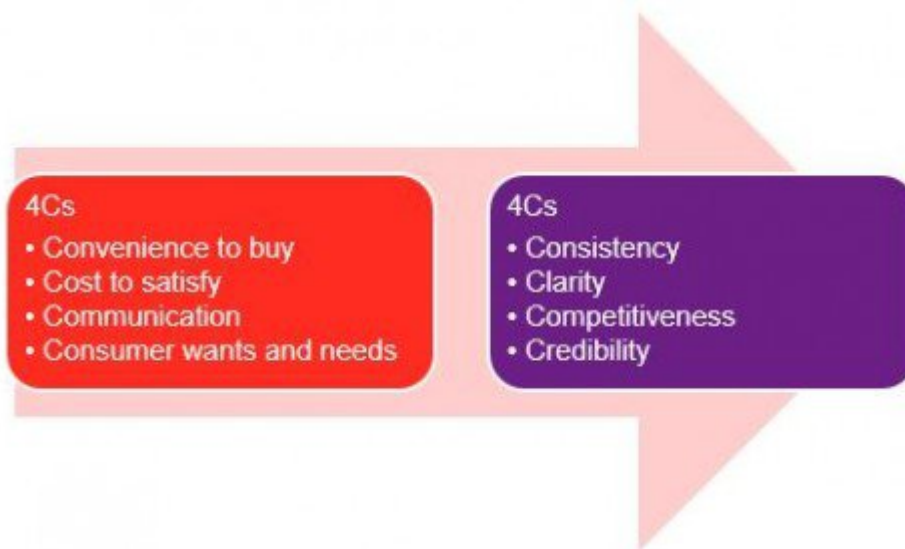 4Cs
• Convenience to buy
• Cost to satisfy
• Communication
• Consumer wants and needs
4Cs
• Consistency
• Clarity
• Competitiveness
• Credibility